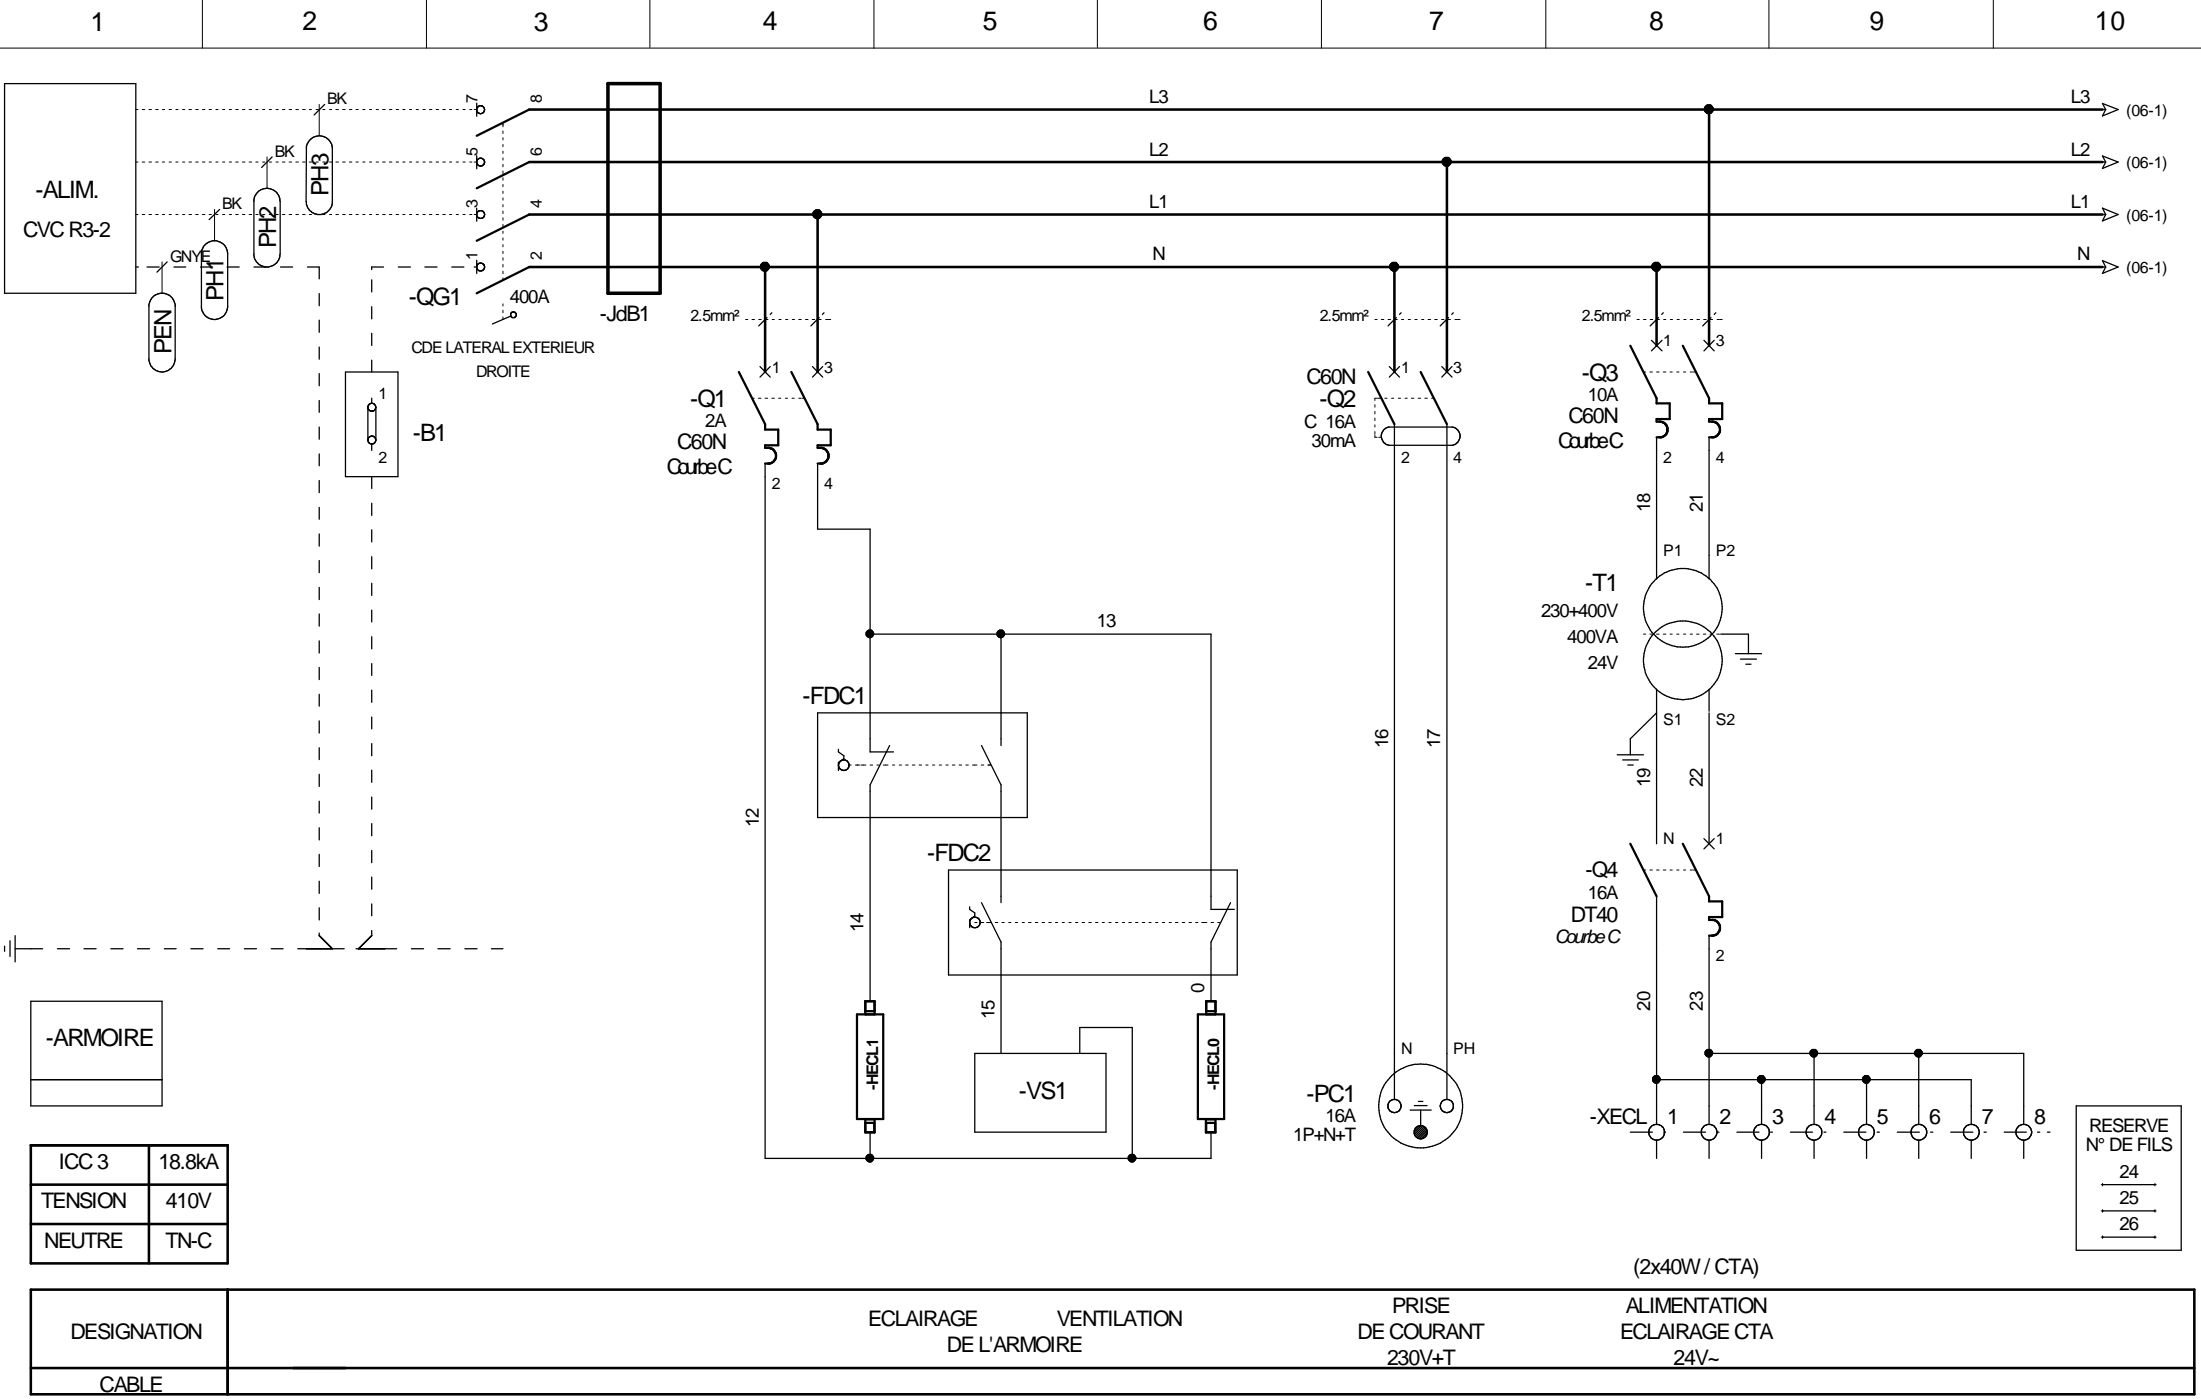 1 2 3 4 5 6 7 8 9 10
-ALIM.
CVC R3-2
BK
BK
BK
GNYE
PH3
PH2
PH1
PEN
7 8
5 6
3 4
1 2
-QG1
400A
CDE LATERAL EXTERIEUR
DROITE
-JdB1
L3
L2
L1
N
L3 (06-1)
L2 (06-1)
L1 (06-1)
N (06-1)
1
2
-B1
2.5mm²
1 3
-Q1
2A
C60N
Courbe C
2 4
12
13
-FDC1
-FDC2
14
15
0
-HECL1
-VS1
-HECL0
2.5mm²
1 3
C60N
-Q2
C 16A
30mA
2 4
16
17
N PH
-PC1
16A
1P+N+T
2.5mm²
1 3
-Q3
10A
C60N
Courbe C
2 4
18
21
P1 P2
-T1
230+400V
400VA
24V
S1 S2
19
22
N 1
-Q4
16A
DT40
Courbe C
2
20
23
-XECL 1 2 3 4 5 6 7 8
RESERVE
N° DE FILS
24
25
26
-ARMOIRE
ICC 3 18.8kA
TENSION 410V
NEUTRE TN-C
(2x40W / CTA)
DESIGNATION
ECLAIRAGE VENTILATION
DE L'ARMOIRE
PRISE
DE COURANT
230V+T
ALIMENTATION
ECLAIRAGE CTA
24V~
CABLE